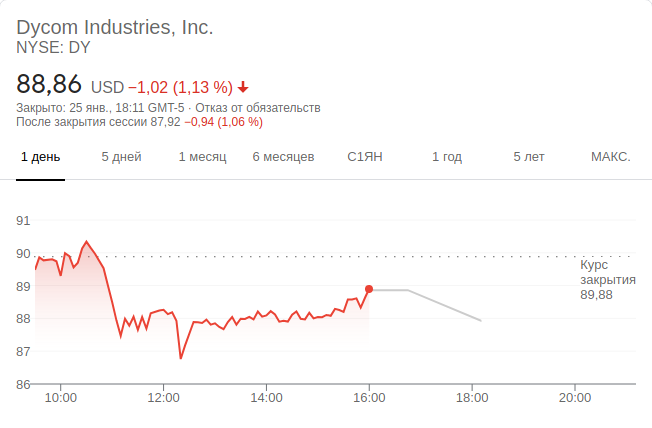 Dycom Industries, Inc.
NYSE: DY
88,86 USD −1,02 (1,13 %)
Закрыто: 25 янв., 18:11 GMT-5 · Отказ от обязательств
После закрытия сессии 87,92 −0,94 (1,06 %)
1 день 5 дней 1 месяц 6 месяцев С1ЯН 1 год 5 лет МАКС.
91
90
89
88
87
86
Курс
закрытия
89,88
10:00 12:00 14:00 16:00 18:00 20:00